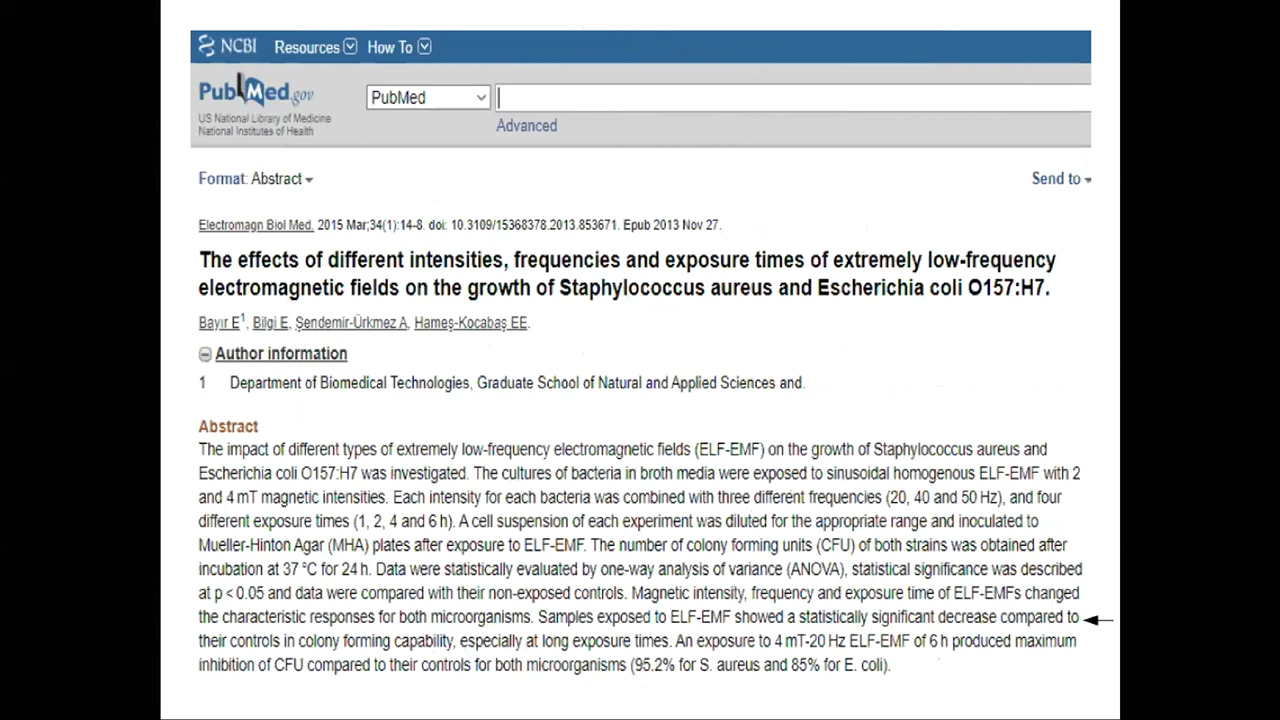 NCBI Resources How To
PubMed.gov
US National Library of Medicine
National Institutes of Health
PubMed
Advanced
Format: Abstract
Send to
Electromagn Biol Med. 2015 Mar;34(1):14-8. doi: 10.3109/15368378.2013.853671. Epub 2013 Nov 27.
The effects of different intensities, frequencies and exposure times of extremely low-frequency
electromagnetic fields on the growth of Staphylococcus aureus and Escherichia coli O157:H7.
Bayır E1, Bilgi E, Şendemir-Ürkmez A, Hameş-Kocabaş EE.
Author information
1 Department of Biomedical Technologies, Graduate School of Natural and Applied Sciences and.
Abstract
The impact of different types of extremely low-frequency electromagnetic fields (ELF-EMF) on the growth of Staphylococcus aureus and
Escherichia coli O157:H7 was investigated. The cultures of bacteria in broth media were exposed to sinusoidal homogenous ELF-EMF with 2
and 4 mT magnetic intensities. Each intensity for each bacteria was combined with three different frequencies (20, 40 and 50 Hz), and four
different exposure times (1, 2, 4 and 6 h). A cell suspension of each experiment was diluted for the appropriate range and inoculated to
Mueller-Hinton Agar (MHA) plates after exposure to ELF-EMF. The number of colony forming units (CFU) of both strains was obtained after
incubation at 37 °C for 24 h. Data were statistically evaluated by one-way analysis of variance (ANOVA), statistical significance was described
at p < 0.05 and data were compared with their non-exposed controls. Magnetic intensity, frequency and exposure time of ELF-EMFs changed
the characteristic responses for both microorganisms. Samples exposed to ELF-EMF showed a statistically significant decrease compared to
their controls in colony forming capability, especially at long exposure times. An exposure to 4 mT-20 Hz ELF-EMF of 6 h produced maximum
inhibition of CFU compared to their controls for both microorganisms (95.2% for S. aureus and 85% for E. coli).